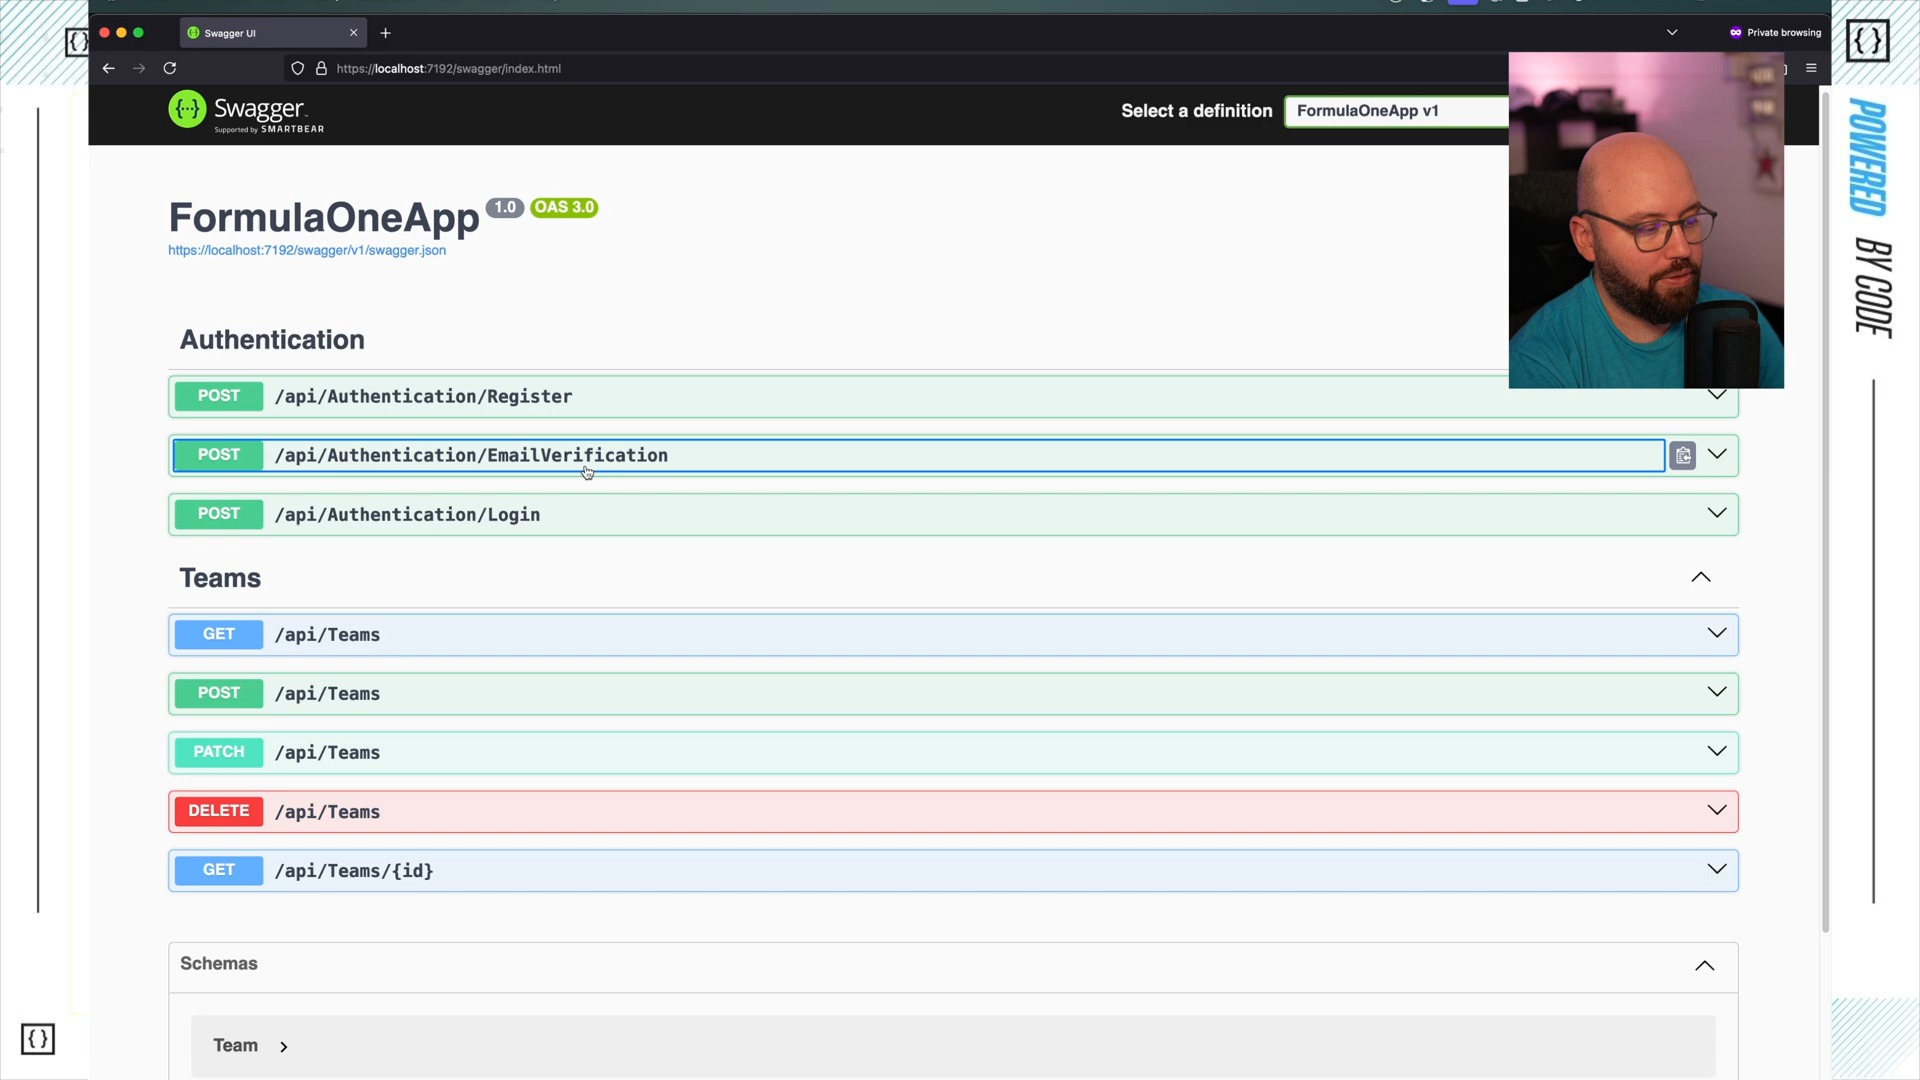 Swagger UI
Private browsing
https://localhost:7192/swagger/index.html
Swagger
Supported by SMARTBEAR
Select a definition
FormulaOneApp v1
FormulaOneApp 1.0 OAS 3.0
https://localhost:7192/swagger/v1/swagger.json
Authentication
POST /api/Authentication/Register
POST /api/Authentication/EmailVerification
POST /api/Authentication/Login
Teams
GET /api/Teams
POST /api/Teams
PATCH /api/Teams
DELETE /api/Teams
GET /api/Teams/{id}
Schemas
Team
POWERED BY CODE